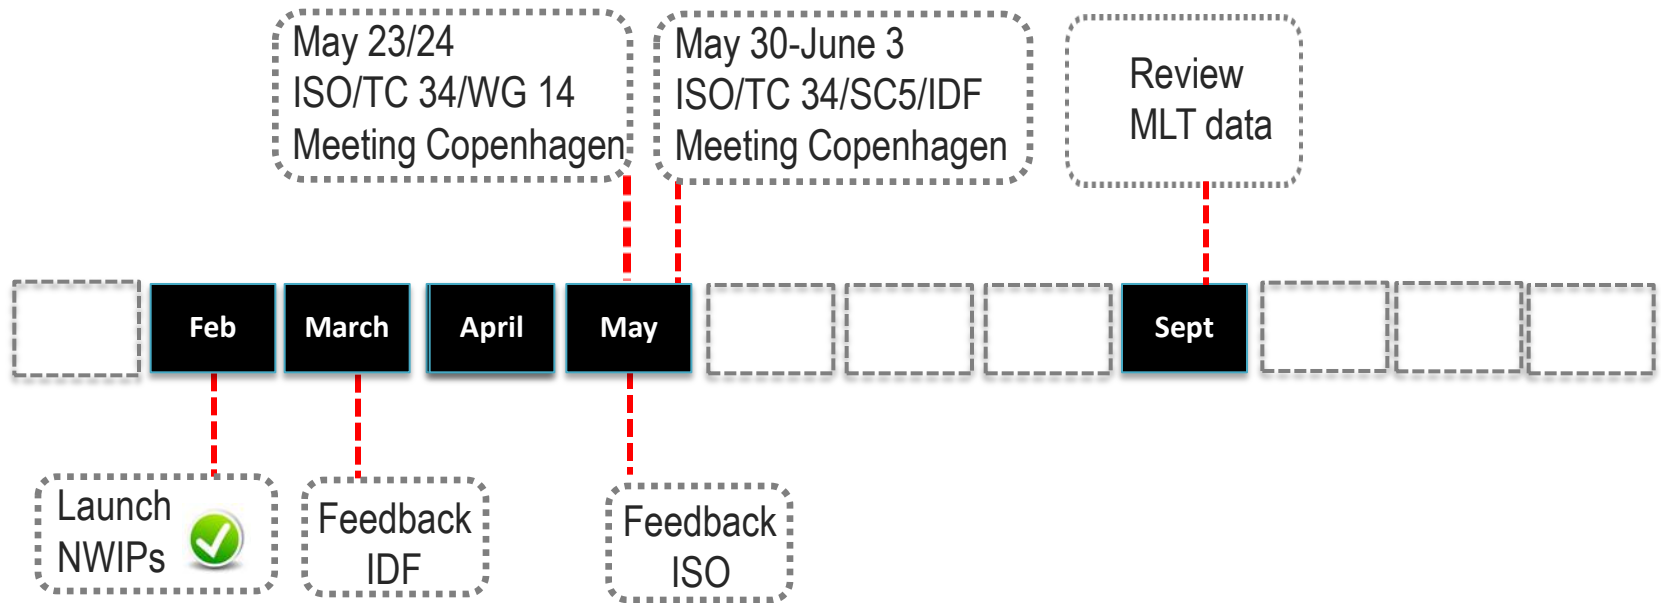 May 23/24
ISO/TC 34/WG 14
Meeting Copenhagen
May 30-June 3
ISO/TC 34/SC5/IDF
Meeting Copenhagen
Review
MLT data
Feb
March
April
May
Sept
Launch
NWIPs
Feedback
IDF
Feedback
ISO